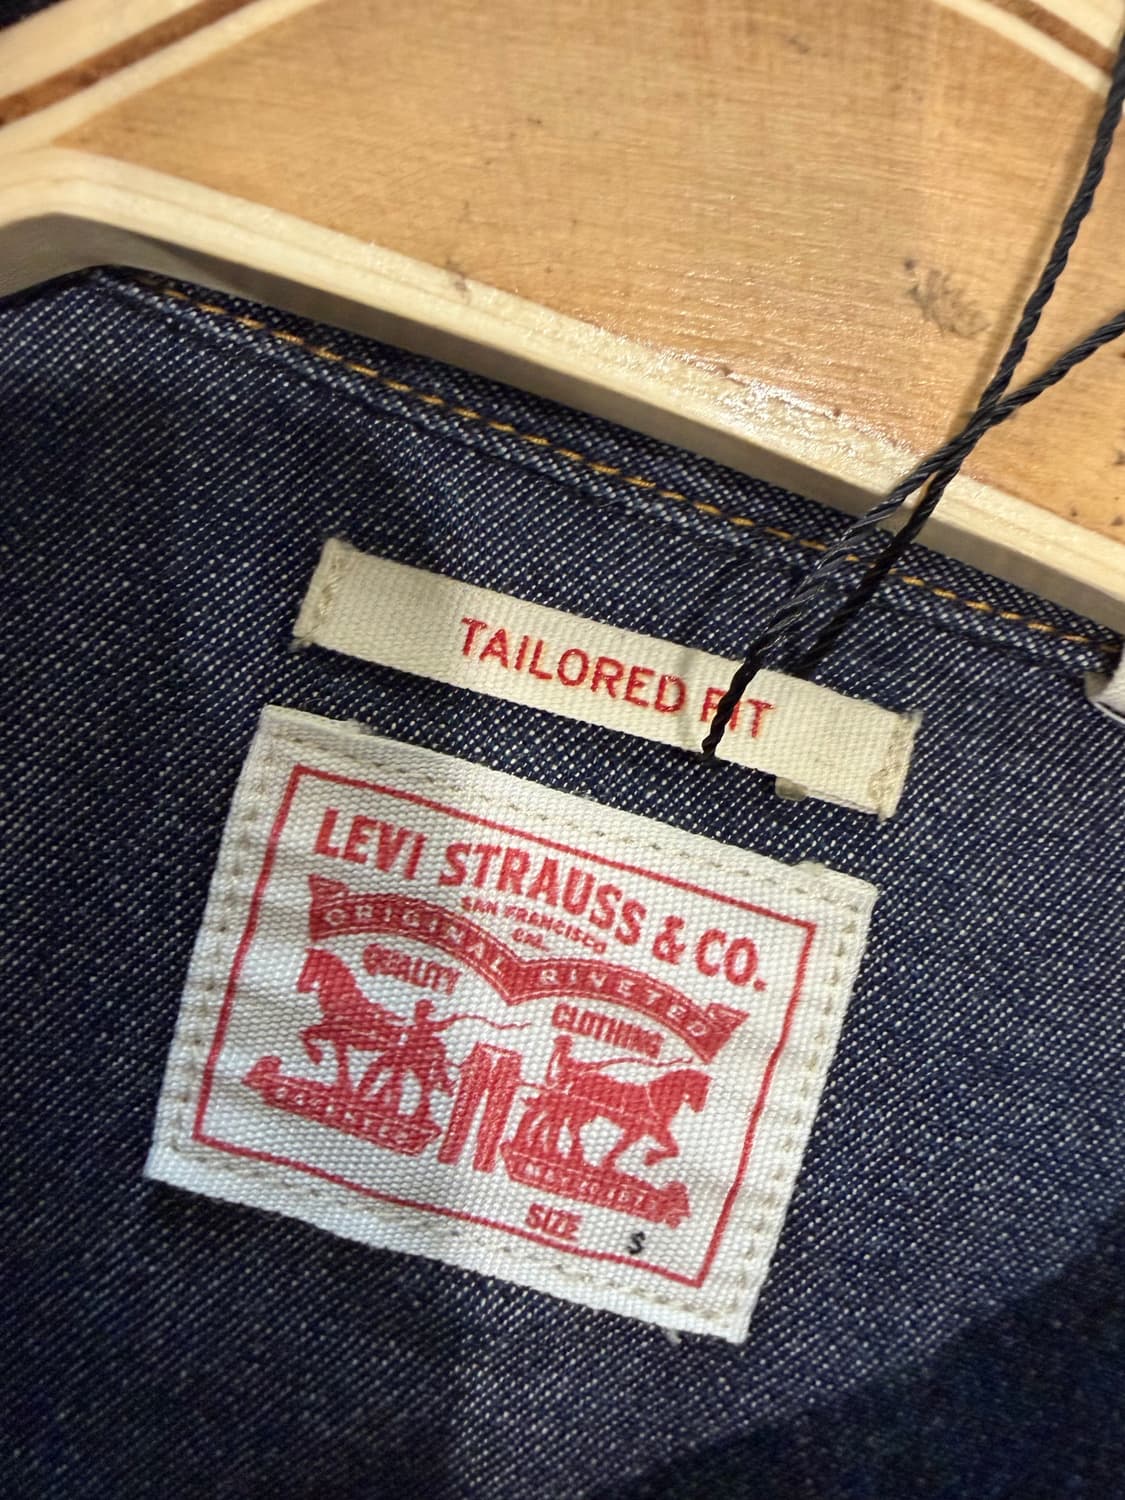 TAILORED FIT
LEVI STRAUSS & CO.
SAN FRANCISCO
CAL.
ORIGINAL RIVETED
QUALITY CLOTHING
SIZE S